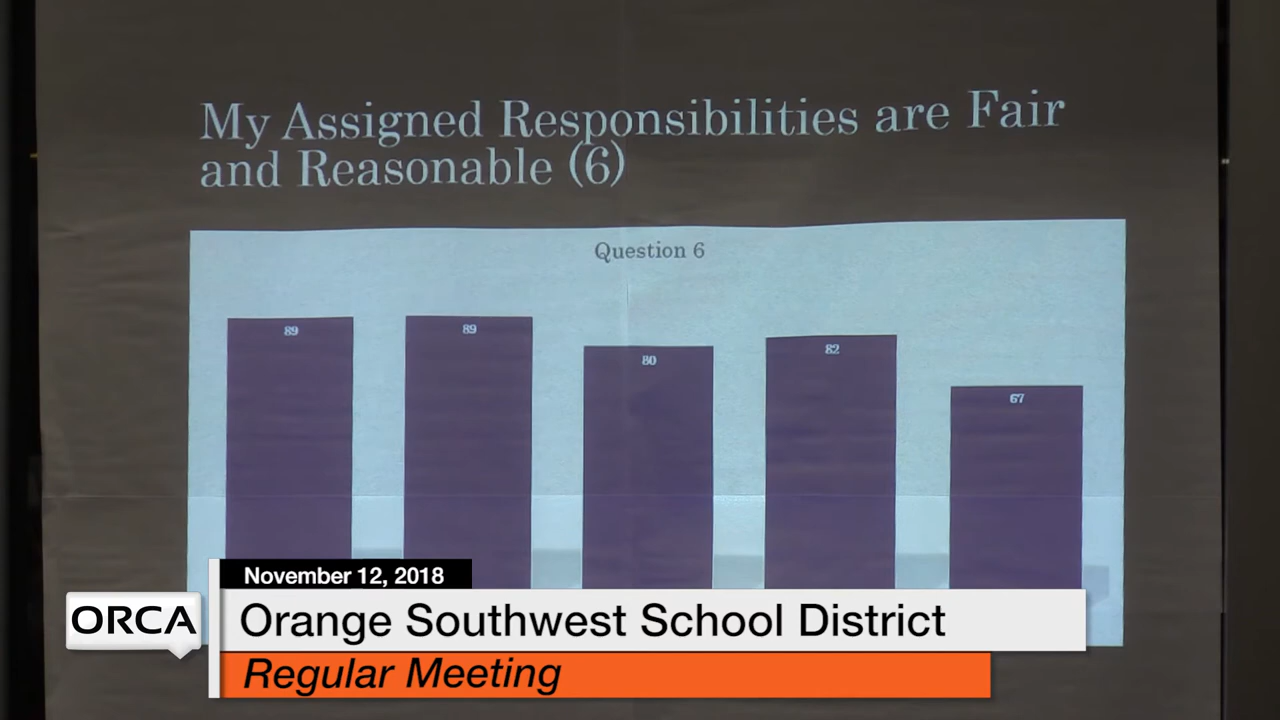 My Assigned Responsibilities are Fair
and Reasonable (6)
Question 6
89
89
80
82
67
November 12, 2018
ORCA
Orange Southwest School District
Regular Meeting